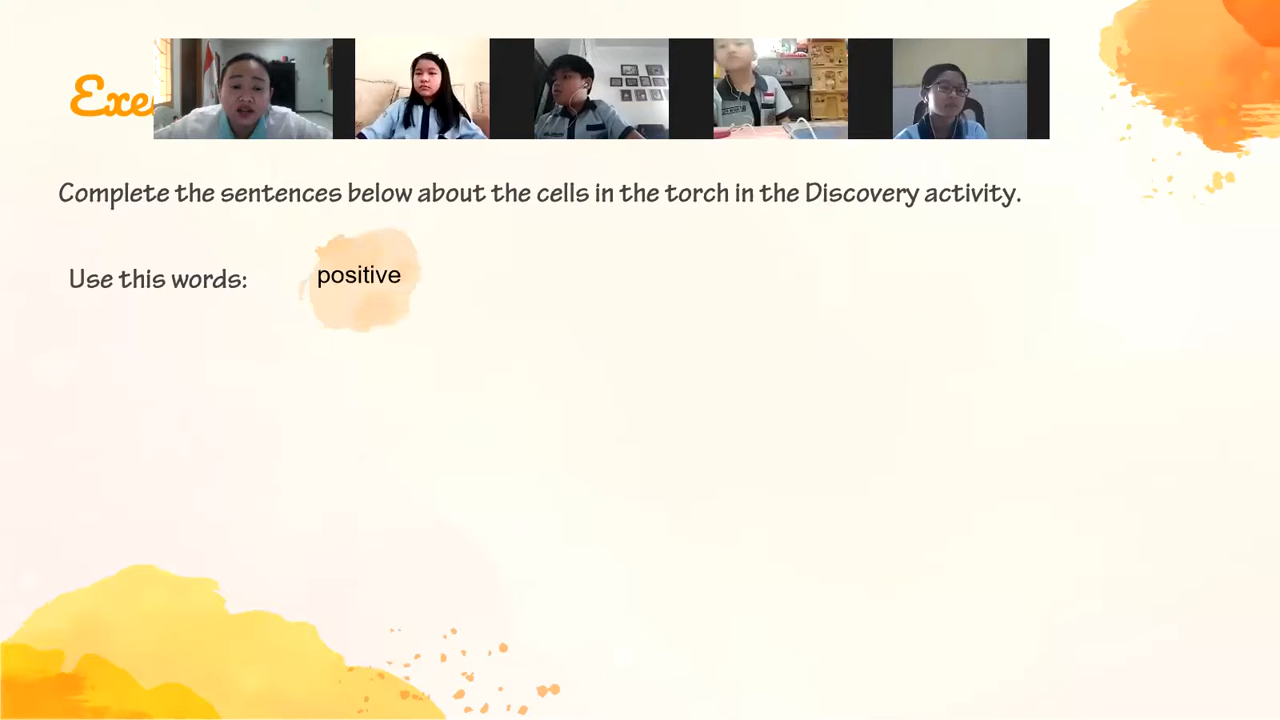 Exe
Complete the sentences below about the cells in the torch in the Discovery activity.
Use this words:
positive